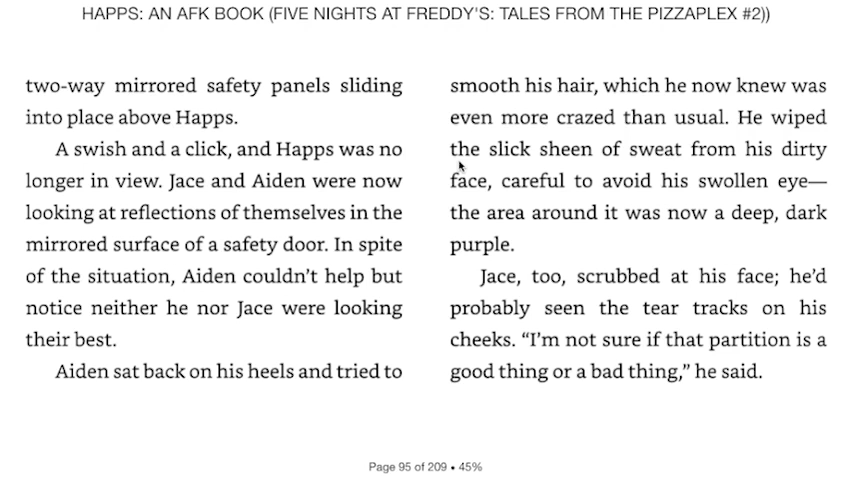 HAPPS: AN AFK BOOK (FIVE NIGHTS AT FREDDY'S: TALES FROM THE PIZZAPLEX #2))
two-way mirrored safety panels sliding
into place above Happs.
A swish and a click, and Happs was no
longer in view. Jace and Aiden were now
looking at reflections of themselves in the
mirrored surface of a safety door. In spite
of the situation, Aiden couldn’t help but
notice neither he nor Jace were looking
their best.
Aiden sat back on his heels and tried to
smooth his hair, which he now knew was
even more crazed than usual. He wiped
the slick sheen of sweat from his dirty
face, careful to avoid his swollen eye—
the area around it was now a deep, dark
purple.
Jace, too, scrubbed at his face; he’d
probably seen the tear tracks on his
cheeks. “I’m not sure if that partition is a
good thing or a bad thing,” he said.
Page 95 of 209 • 45%